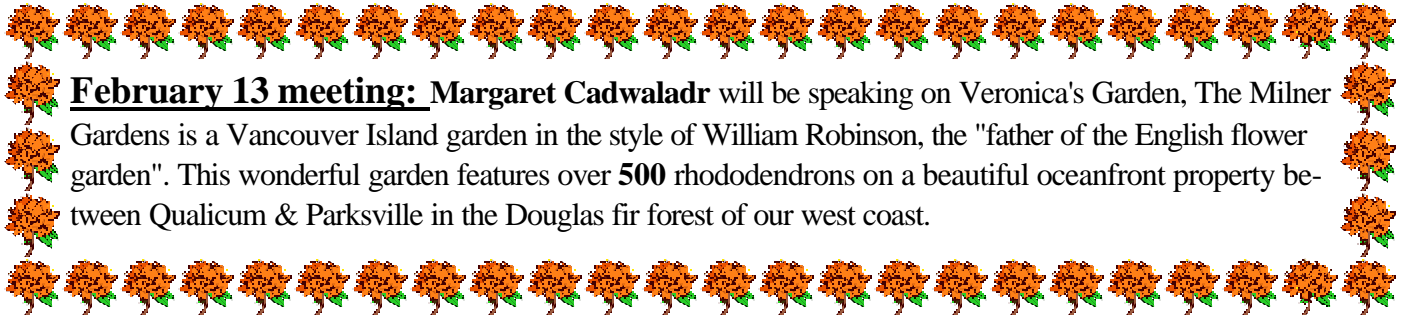 February 13 meeting: Margaret Cadwaladr will be speaking on Veronica's Garden, The Milner
Gardens is a Vancouver Island garden in the style of William Robinson, the "father of the English flower
garden". This wonderful garden features over 500 rhododendrons on a beautiful oceanfront property be-
tween Qualicum & Parksville in the Douglas fir forest of our west coast.